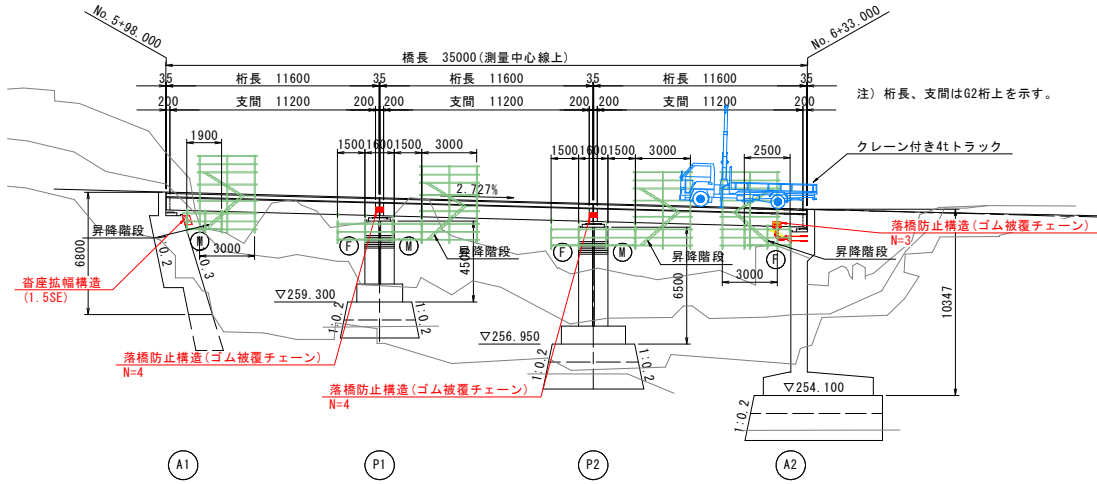 No.5+98.000
No.6+33.000
橋長 35000(測量中心線上)
35 桁長 11600 35 桁長 11600 35 桁長 11600 35
200 支間 11200 200 200 支間 11200 200 200 支間 11200 200
注) 桁長、支間はG2桁上を示す。
クレーン付き4tトラック
1900
1500 1600 1500 3000
1500 1600 1500 3000
2500
2.727%
落橋防止構造(ゴム被覆チェーン)
N=3
M
F
M
F
M
F
3000
昇降階段
昇降階段
昇降階段
昇降階段
3000
6800
4500
6500
10347
沓座拡幅構造
(1.5SE)
0.2
0.3
▽259.300
▽256.950
▽254.100
1:0.2
1:0.2
1:0.2
1:0.2
1:0.2
落橋防止構造(ゴム被覆チェーン)
N=4
落橋防止構造(ゴム被覆チェーン)
N=4
A1
P1
P2
A2